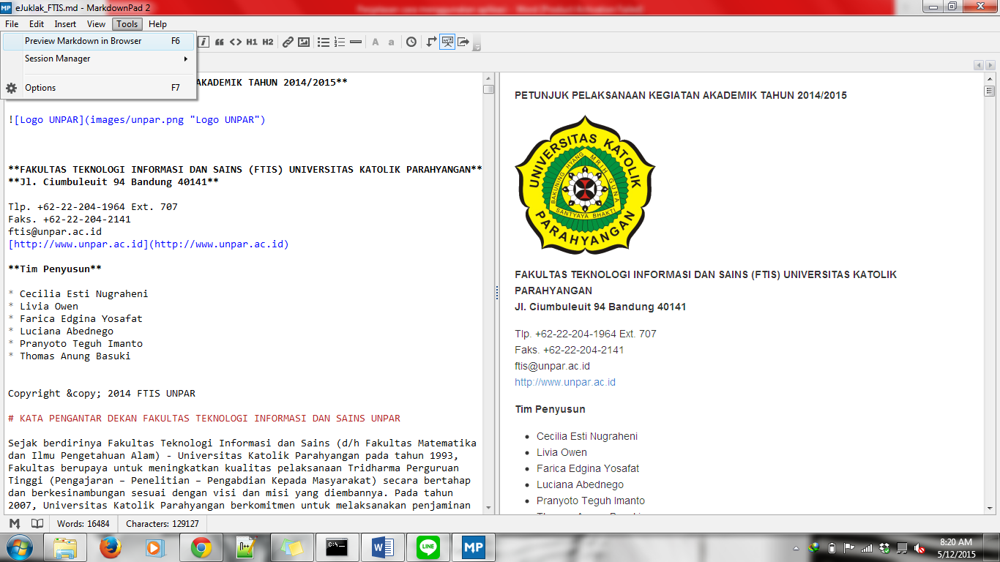 eJuklak_FTIS.md - MarkdownPad 2
File Edit Insert View Tools Help
Preview Markdown in Browser F6
Session Manager
Options F7
H1 H2
A a
AKADEMIK TAHUN 2014/2015**
![Logo UNPAR](images/unpar.png "Logo UNPAR")
**FAKULTAS TEKNOLOGI INFORMASI DAN SAINS (FTIS) UNIVERSITAS KATOLIK PARAHYANGAN**
**Jl. Ciumbuleuit 94 Bandung 40141**
Tlp. +62-22-204-1964 Ext. 707
Faks. +62-22-204-2141
ftis@unpar.ac.id
[http://www.unpar.ac.id](http://www.unpar.ac.id)
**Tim Penyusun**
* Cecilia Esti Nugraheni
* Livia Owen
* Farica Edgina Yosafat
* Luciana Abednego
* Pranyoto Teguh Imanto
* Thomas Anung Basuki
Copyright &copy; 2014 FTIS UNPAR
# KATA PENGANTAR DEKAN FAKULTAS TEKNOLOGI INFORMASI DAN SAINS UNPAR
Sejak berdirinya Fakultas Teknologi Informasi dan Sains (d/h Fakultas Matematika
dan Ilmu Pengetahuan Alam) - Universitas Katolik Parahyangan pada tahun 1993,
Fakultas berupaya untuk meningkatkan kualitas pelaksanaan Tridharma Perguruan
Tinggi (Pengajaran – Penelitian – Pengabdian Kepada Masyarakat) secara bertahap
dan berkesinambungan sesuai dengan visi dan misi yang diembannya. Pada tahun
2007, Universitas Katolik Parahyangan berkomitmen untuk melaksanakan penjaminan
PETUNJUK PELAKSANAAN KEGIATAN AKADEMIK TAHUN 2014/2015
UNIVERSITAS KATOLIK
PARAHYANGAN
BAKUNING HYANG MRIH GUNA
SANTYAYA BHAKTI
FAKULTAS TEKNOLOGI INFORMASI DAN SAINS (FTIS) UNIVERSITAS KATOLIK
PARAHYANGAN
Jl. Ciumbuleuit 94 Bandung 40141
Tlp. +62-22-204-1964 Ext. 707
Faks. +62-22-204-2141
ftis@unpar.ac.id
http://www.unpar.ac.id
Tim Penyusun
Cecilia Esti Nugraheni
Livia Owen
Farica Edgina Yosafat
Luciana Abednego
Pranyoto Teguh Imanto
Words: 16484 Characters: 129127
LINE
MP
8:20 AM
5/12/2015